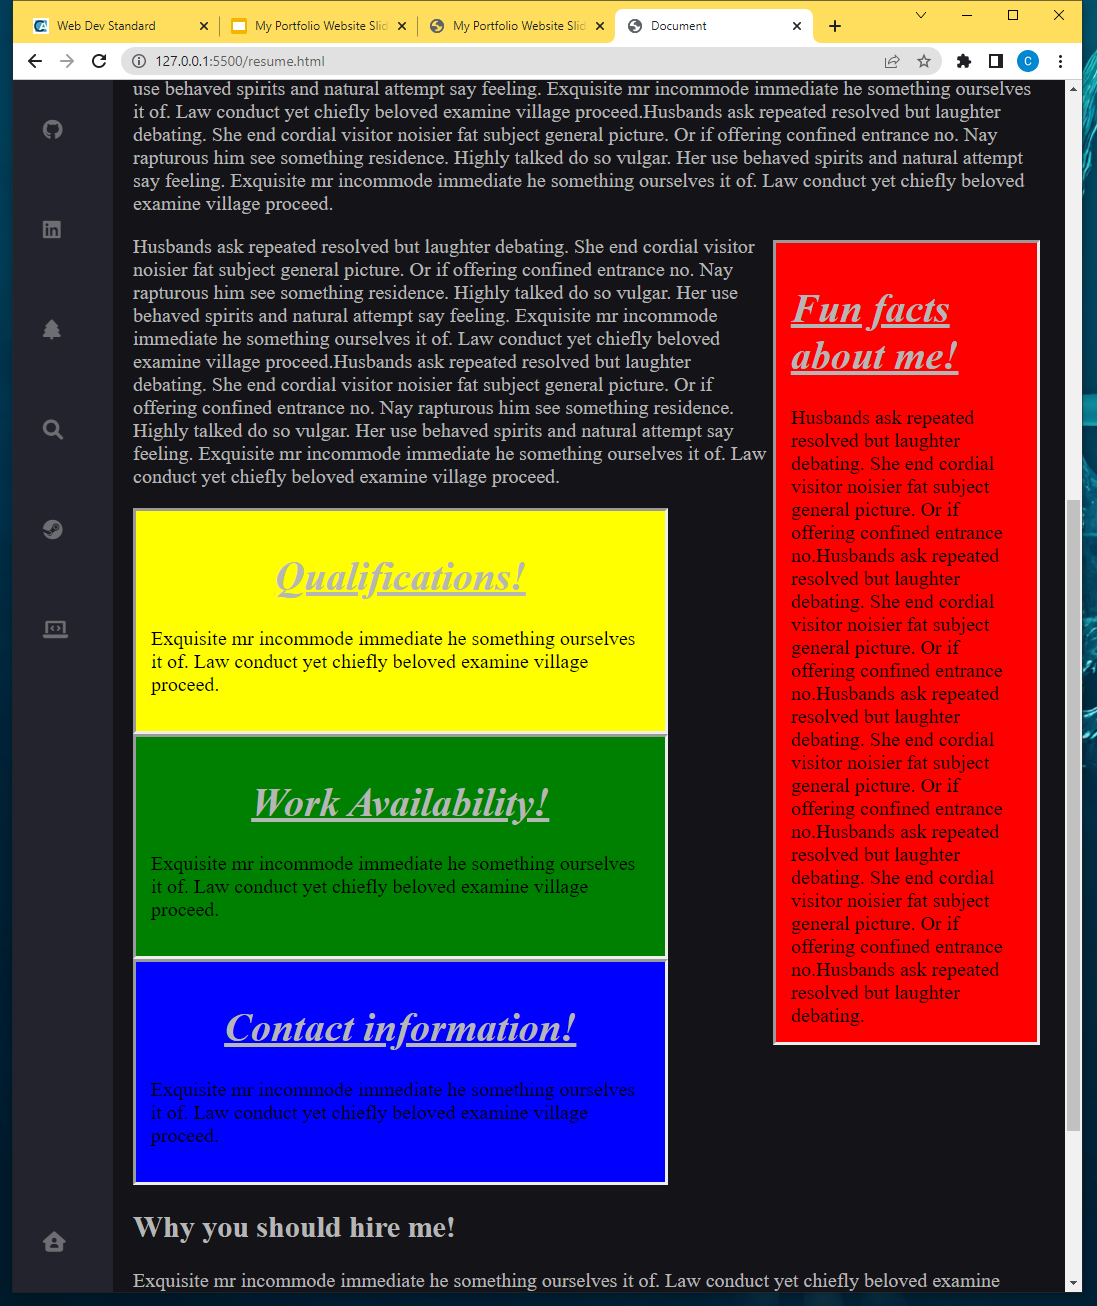 Web Dev Standard
My Portfolio Website Slid
My Portfolio Website Slid
Document
127.0.0.1:5500/resume.html
C
use behaved spirits and natural attempt say feeling. Exquisite mr incommode immediate he something ourselves
it of. Law conduct yet chiefly beloved examine village proceed.Husbands ask repeated resolved but laughter
debating. She end cordial visitor noisier fat subject general picture. Or if offering confined entrance no. Nay
rapturous him see something residence. Highly talked do so vulgar. Her use behaved spirits and natural attempt
say feeling. Exquisite mr incommode immediate he something ourselves it of. Law conduct yet chiefly beloved
examine village proceed.
Husbands ask repeated resolved but laughter debating. She end cordial visitor
noisier fat subject general picture. Or if offering confined entrance no. Nay
rapturous him see something residence. Highly talked do so vulgar. Her use
behaved spirits and natural attempt say feeling. Exquisite mr incommode
immediate he something ourselves it of. Law conduct yet chiefly beloved
examine village proceed.Husbands ask repeated resolved but laughter
debating. She end cordial visitor noisier fat subject general picture. Or if
offering confined entrance no. Nay rapturous him see something residence.
Highly talked do so vulgar. Her use behaved spirits and natural attempt say
feeling. Exquisite mr incommode immediate he something ourselves it of. Law
conduct yet chiefly beloved examine village proceed.
Fun facts
about me!
Husbands ask repeated
resolved but laughter
debating. She end cordial
visitor noisier fat subject
general picture. Or if
offering confined entrance
no.Husbands ask repeated
resolved but laughter
debating. She end cordial
visitor noisier fat subject
general picture. Or if
offering confined entrance
no.Husbands ask repeated
resolved but laughter
debating. She end cordial
visitor noisier fat subject
general picture. Or if
offering confined entrance
no.Husbands ask repeated
resolved but laughter
debating. She end cordial
visitor noisier fat subject
general picture. Or if
offering confined entrance
no.Husbands ask repeated
resolved but laughter
debating.
Qualifications!
Exquisite mr incommode immediate he something ourselves
it of. Law conduct yet chiefly beloved examine village
proceed.
Work Availability!
Exquisite mr incommode immediate he something ourselves
it of. Law conduct yet chiefly beloved examine village
proceed.
Contact information!
Exquisite mr incommode immediate he something ourselves
it of. Law conduct yet chiefly beloved examine village
proceed.
Why you should hire me!
Exquisite mr incommode immediate he something ourselves it of. Law conduct yet chiefly beloved examine